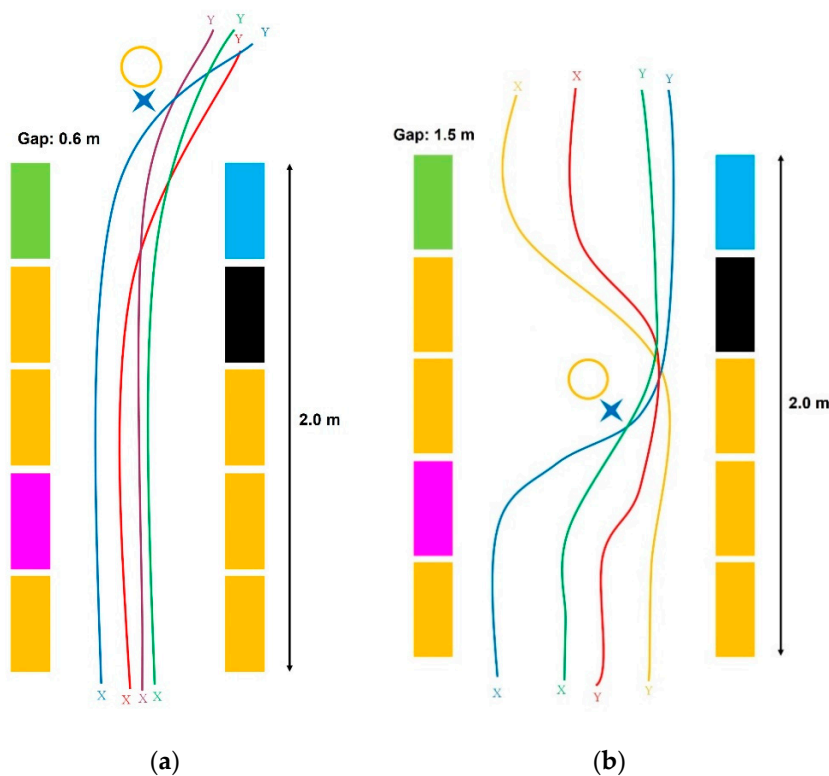 Y Y
Y Y
Gap: 0.6 m
2.0 m
X X X X
(a)
X X Y Y
Gap: 1.5 m
2.0 m
X X Y Y
(b)